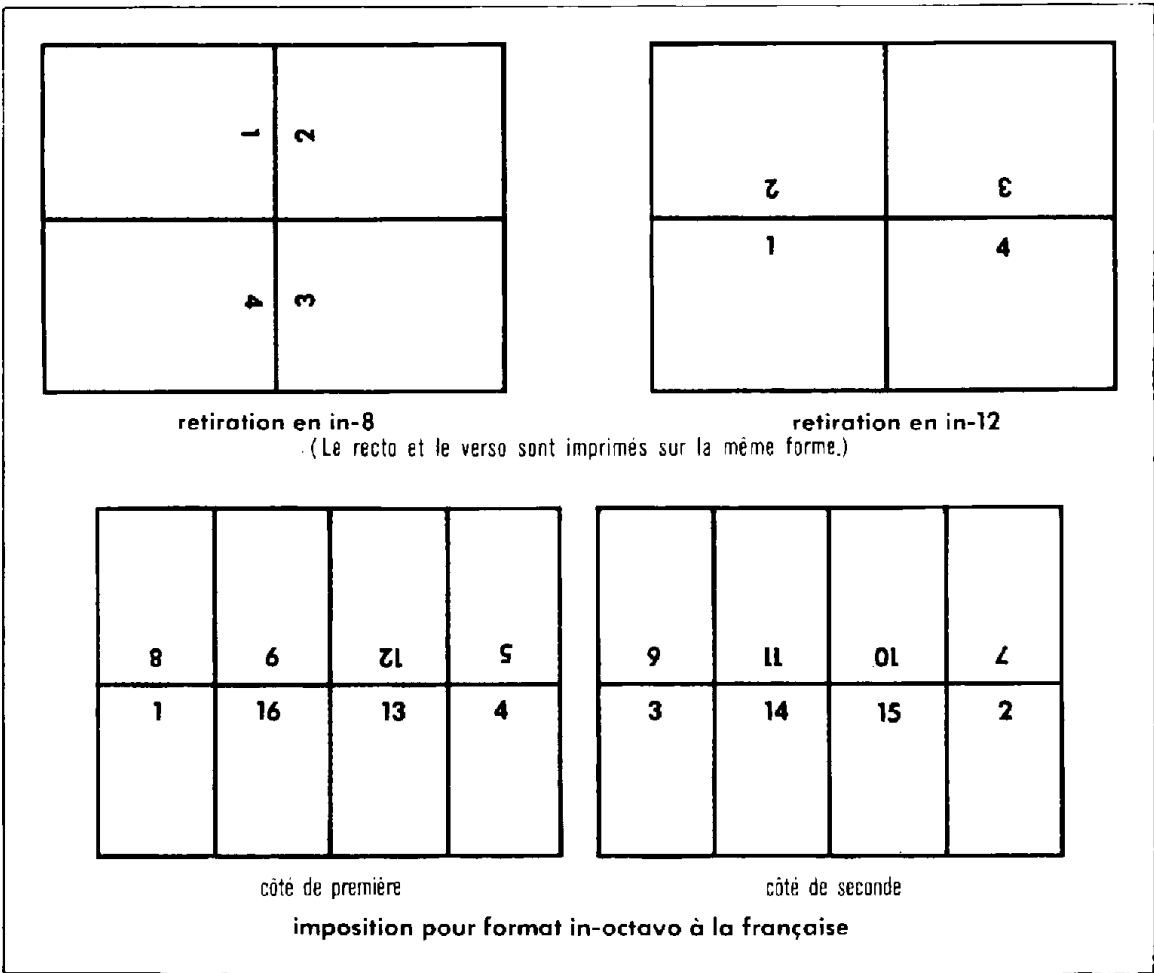 1 2
4 3
2 3
1 4
retiration en in-8
retiration en in-12
(Le recto et le verso sont imprimés sur la même forme.)
8 9 12 5
1 16 13 4
6 11 10 7
3 14 15 2
côté de première
côté de seconde
imposition pour format in-octavo à la française